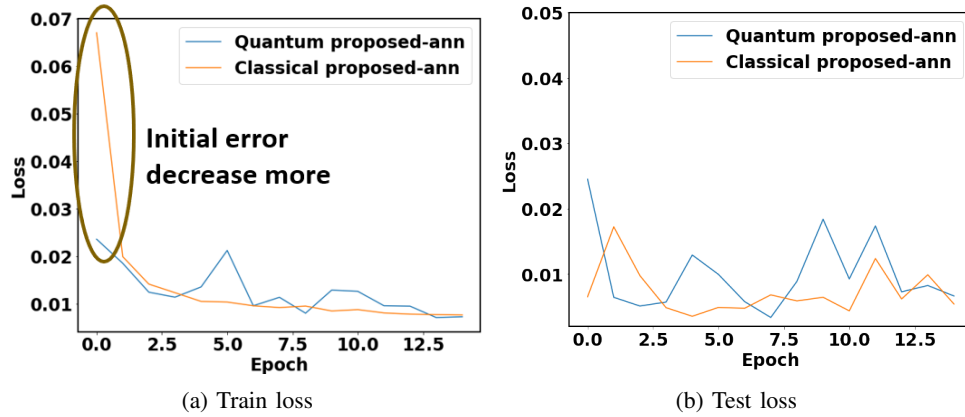 0.07
0.06
0.05
0.04
0.03
0.02
0.01
Loss
Quantum proposed-ann
Classical proposed-ann
Initial error
decrease more
0.0 2.5 5.0 7.5 10.0 12.5
Epoch
(a) Train loss
0.05
0.04
0.03
0.02
0.01
Loss
Quantum proposed-ann
Classical proposed-ann
0.0 2.5 5.0 7.5 10.0 12.5
Epoch
(b) Test loss